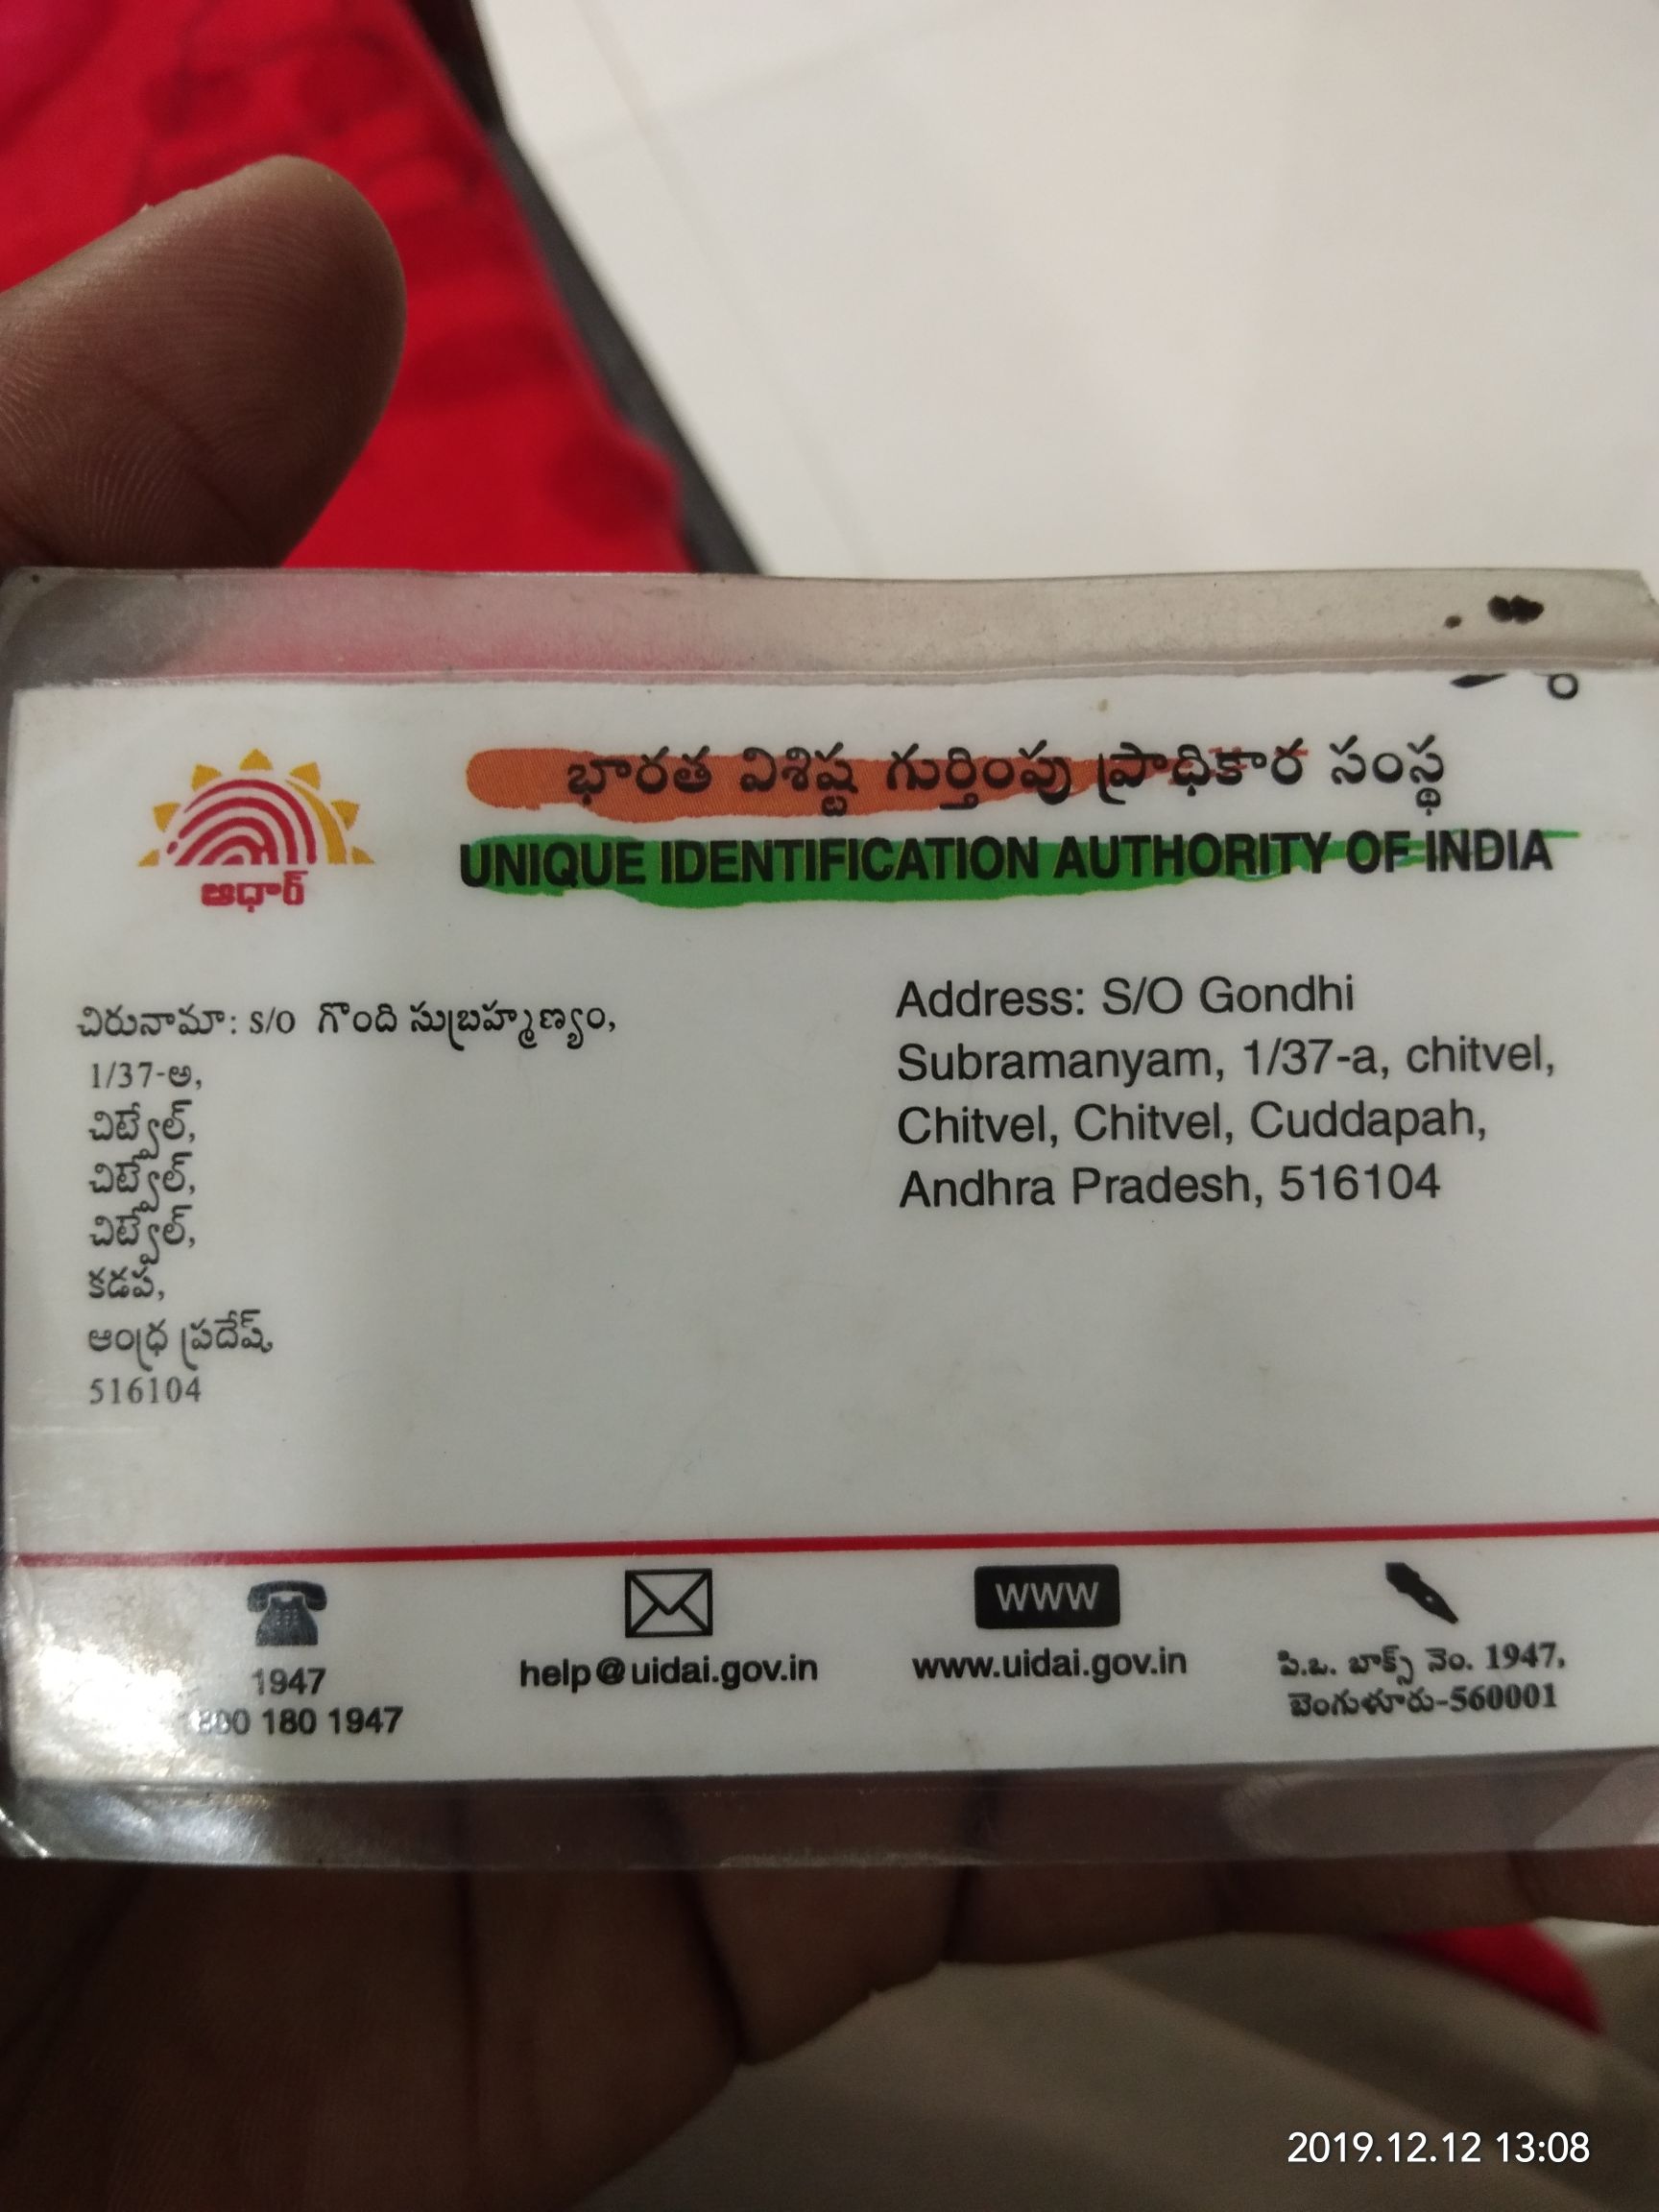 భారత విశిష్ట గుర్తింపు ప్రాధికార సంస్థ
UNIQUE IDENTIFICATION AUTHORITY OF INDIA
ఆధార్
చిరునామా: S/O గొంది సుబ్రహ్మణ్యం,
1/37-అ,
చిట్వేల్,
చిట్వేల్,
చిట్వేల్,
కడప,
ఆంధ్ర ప్రదేష్,
516104
Address: S/O Gondhi
Subramanyam, 1/37-a, chitvel,
Chitvel, Chitvel, Cuddapah,
Andhra Pradesh, 516104
1947
180 1947
help@uidai.gov.in
WWW
www.uidai.gov.in
పి.ఒ. బాక్స్ నెం. 1947,
బెంగుళూరు-560001
2019.12.12 13:08